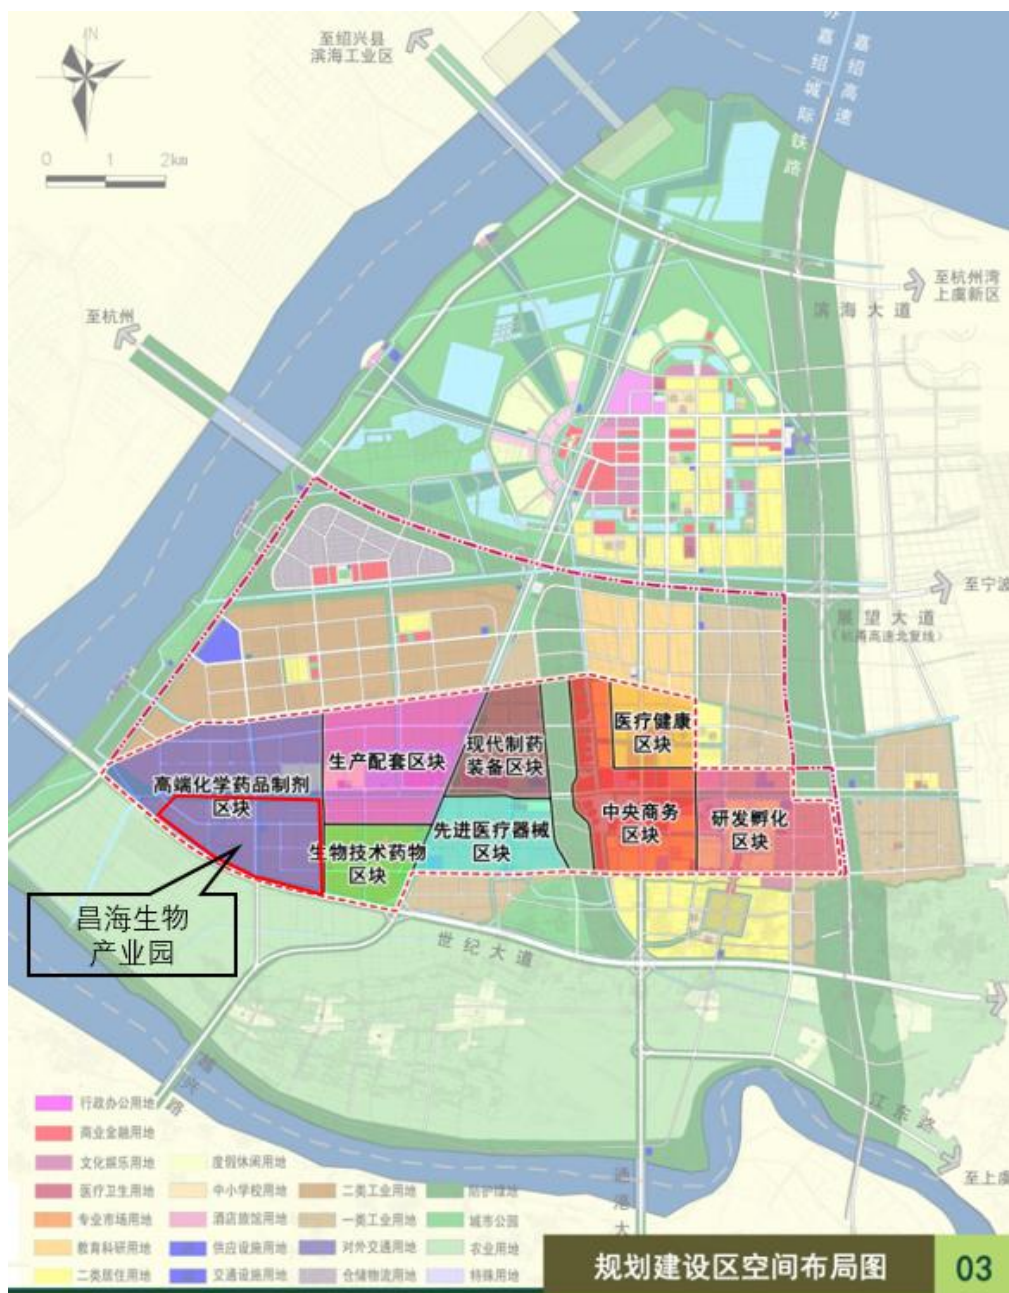 N
0 1 2km
至绍兴县
滨海工业区
嘉绍城际铁路
嘉绍高速
至杭州湾
上虞新区
滨海大道
至杭州
至宁波
展望大道
医疗健康
区块
现代制药
装备区块
生产配套区块
高端化学药品制剂
区块
中央商务
区块
研发孵化
区块
先进医疗器械
区块
生物技术药物
区块
昌海生物
产业园
世纪大道
越兴路
江东路
至上虞
通港大
行政办公用地
商业金融用地
文化娱乐用地
度假休闲用地
医疗卫生用地
中小学校用地
二类工业用地
防护绿地
专业市场用地
酒店旅馆用地
一类工业用地
城市公园
教育科研用地
供应设施用地
对外交通用地
农业用地
二类居住用地
交通设施用地
仓储物流用地
特殊用地
规划建设区空间布局图
03